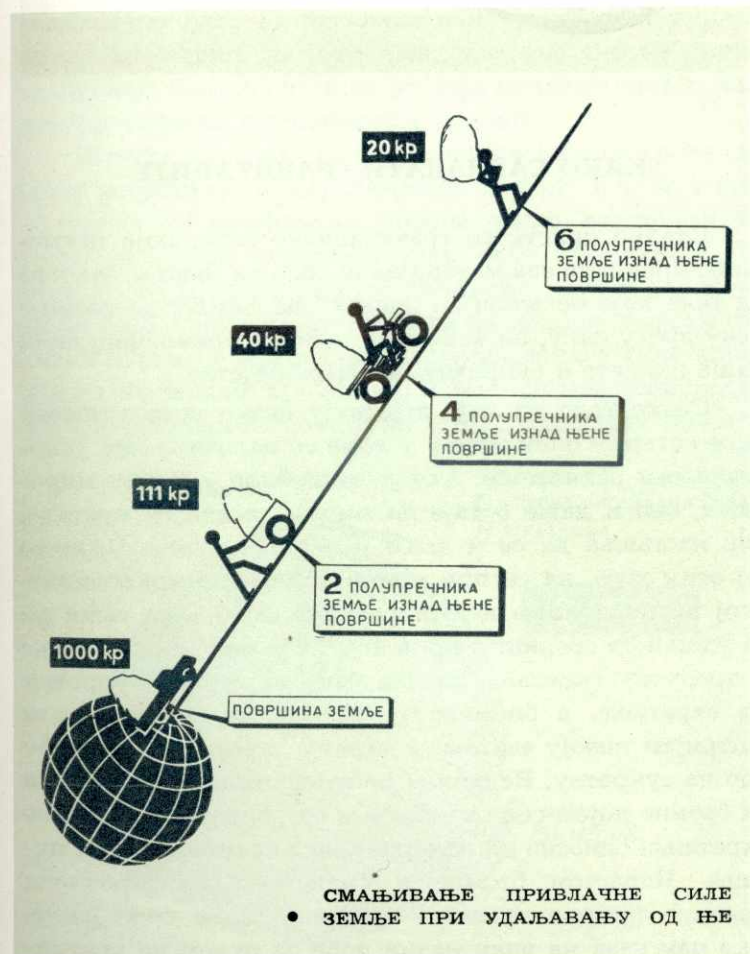 20 kp
6 ПОЛУПРЕЧНИКА
ЗЕМЉЕ ИЗНАД ЊЕНЕ
ПОВРШИНЕ
40 kp
4 ПОЛУПРЕЧНИКА
ЗЕМЉЕ ИЗНАД ЊЕНЕ
ПОВРШИНЕ
111 kp
2 ПОЛУПРЕЧНИКА
ЗЕМЉЕ ИЗНАД ЊЕНЕ
ПОВРШИНЕ
1000 kp
ПОВРШИНА ЗЕМЉЕ
СМАЊИВАЊЕ ПРИВЛАЧНЕ СИЛЕ
• ЗЕМЉЕ ПРИ УДАЉАВАЊУ ОД ЊЕ